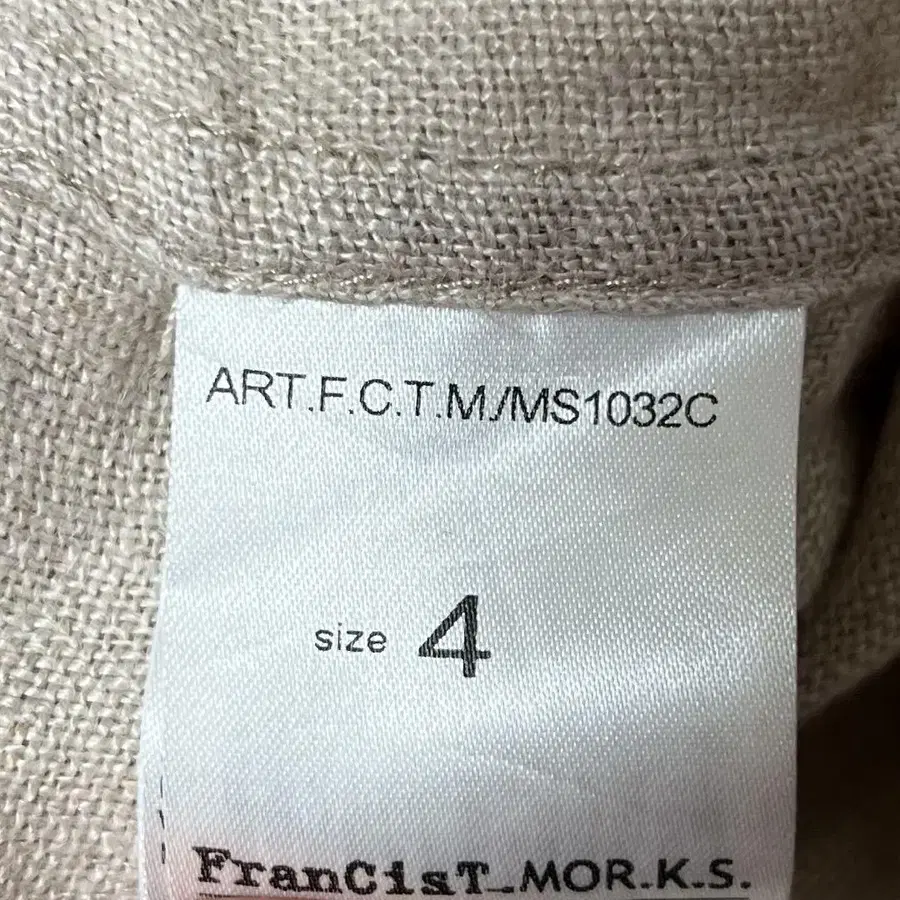 ART.F.C.T.M./MS1032C
size 4
FranCisT_MOR.K.S.